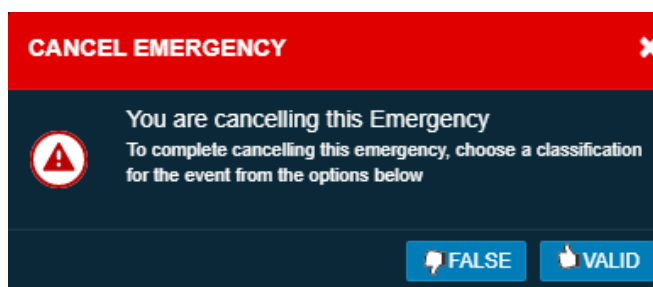 CANCEL EMERGENCY
You are cancelling this Emergency
To complete cancelling this emergency, choose a classification
for the event from the options below
FALSE VALID